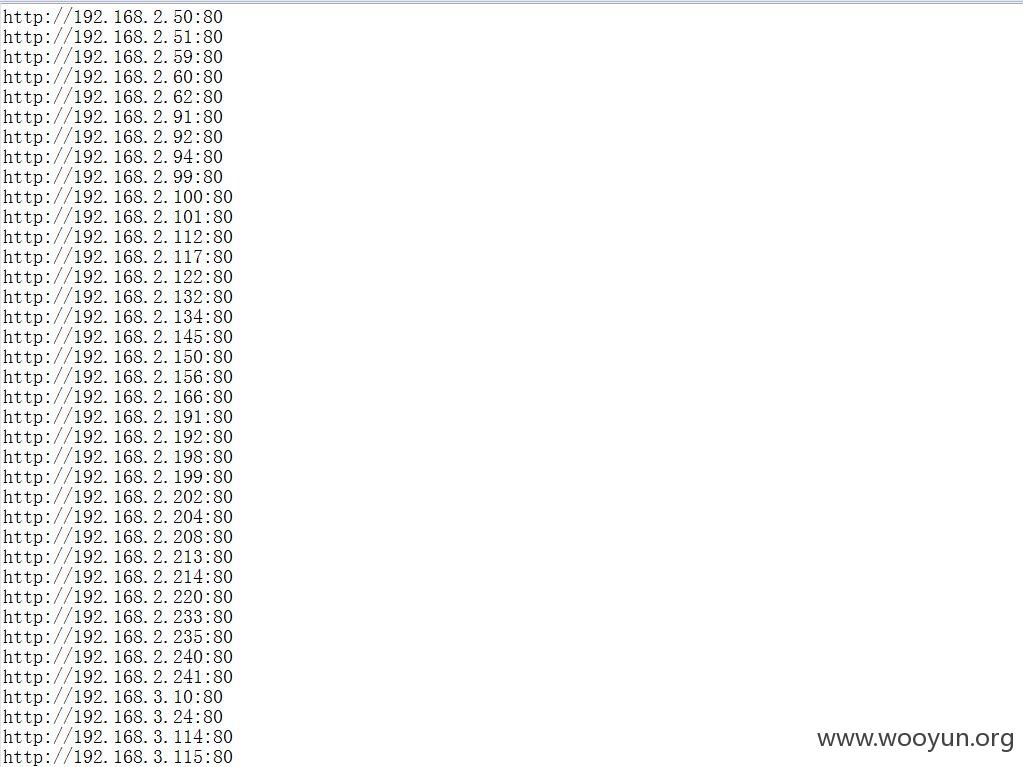 http://192.168.2.50:80
http://192.168.2.51:80
http://192.168.2.59:80
http://192.168.2.60:80
http://192.168.2.62:80
http://192.168.2.91:80
http://192.168.2.92:80
http://192.168.2.94:80
http://192.168.2.99:80
http://192.168.2.100:80
http://192.168.2.101:80
http://192.168.2.112:80
http://192.168.2.117:80
http://192.168.2.122:80
http://192.168.2.132:80
http://192.168.2.134:80
http://192.168.2.145:80
http://192.168.2.150:80
http://192.168.2.156:80
http://192.168.2.166:80
http://192.168.2.191:80
http://192.168.2.192:80
http://192.168.2.198:80
http://192.168.2.199:80
http://192.168.2.202:80
http://192.168.2.204:80
http://192.168.2.208:80
http://192.168.2.213:80
http://192.168.2.214:80
http://192.168.2.220:80
http://192.168.2.233:80
http://192.168.2.235:80
http://192.168.2.240:80
http://192.168.2.241:80
http://192.168.3.10:80
http://192.168.3.24:80
http://192.168.3.114:80
http://192.168.3.115:80
www.wooyun.org